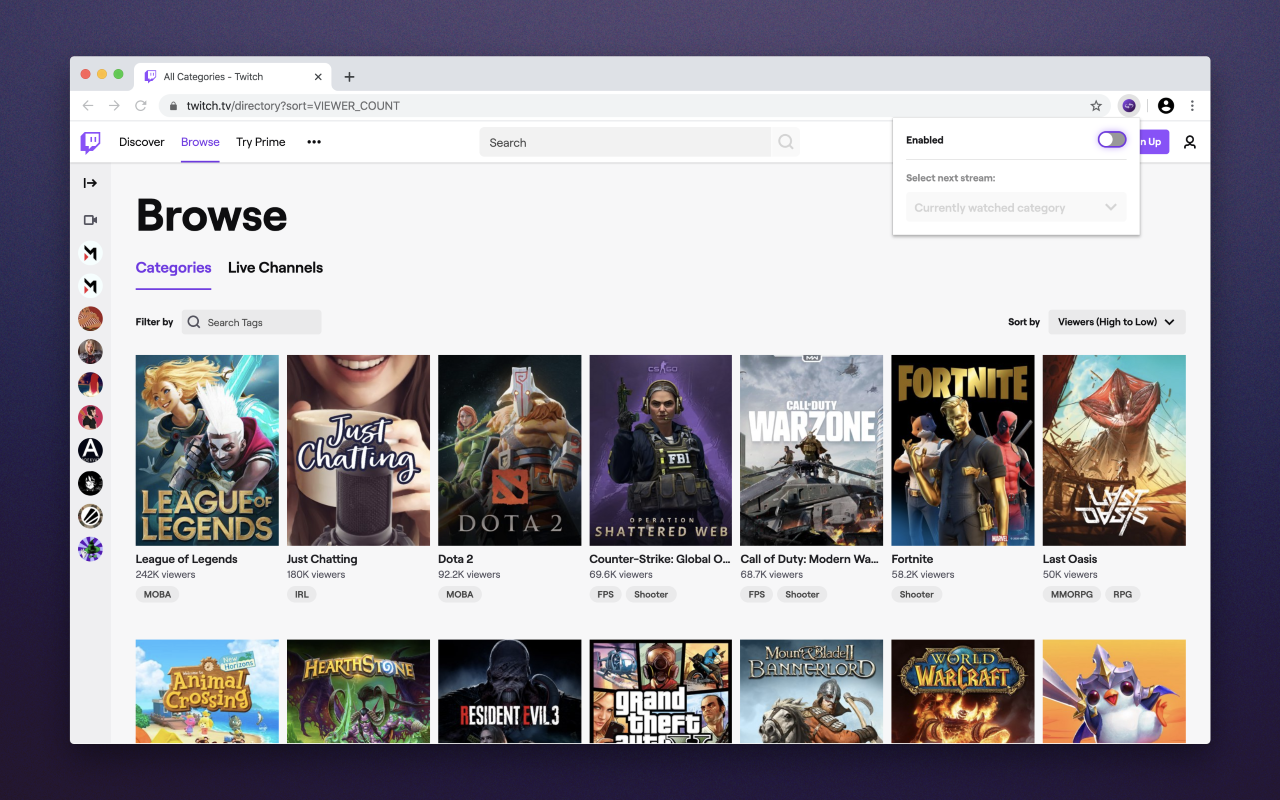 All Categories - Twitch
twitch.tv/directory?sort=VIEWER_COUNT
Discover
Browse
Try Prime
Search
n Up
Enabled
Select next stream:
Currently watched category
Browse
Categories
Live Channels
Filter by
Search Tags
Sort by
Viewers (High to Low)
LEAGUE OF
LEGENDS
Just
Chatting
DOTA 2
CS GO
FBI
OPERATION
SHATTERED WEB
CALL OF DUTY
WARZONE
FORTNITE
MARVEL
LAST
OASIS
League of Legends
242K viewers
MOBA
Just Chatting
180K viewers
IRL
Dota 2
92.2K viewers
MOBA
Counter-Strike: Global O...
69.6K viewers
FPS
Shooter
Call of Duty: Modern Wa...
68.7K viewers
FPS
Shooter
Fortnite
58.2K viewers
Shooter
Last Oasis
50K viewers
MMORPG
RPG
New
Horizons
Animal
Crossing
HEARTHSTONE
RESIDENT EVIL 3
grand
theft
auto V
MOUNT & BLADE II
BANNERLORD
WORLD
OF
WARCRAFT